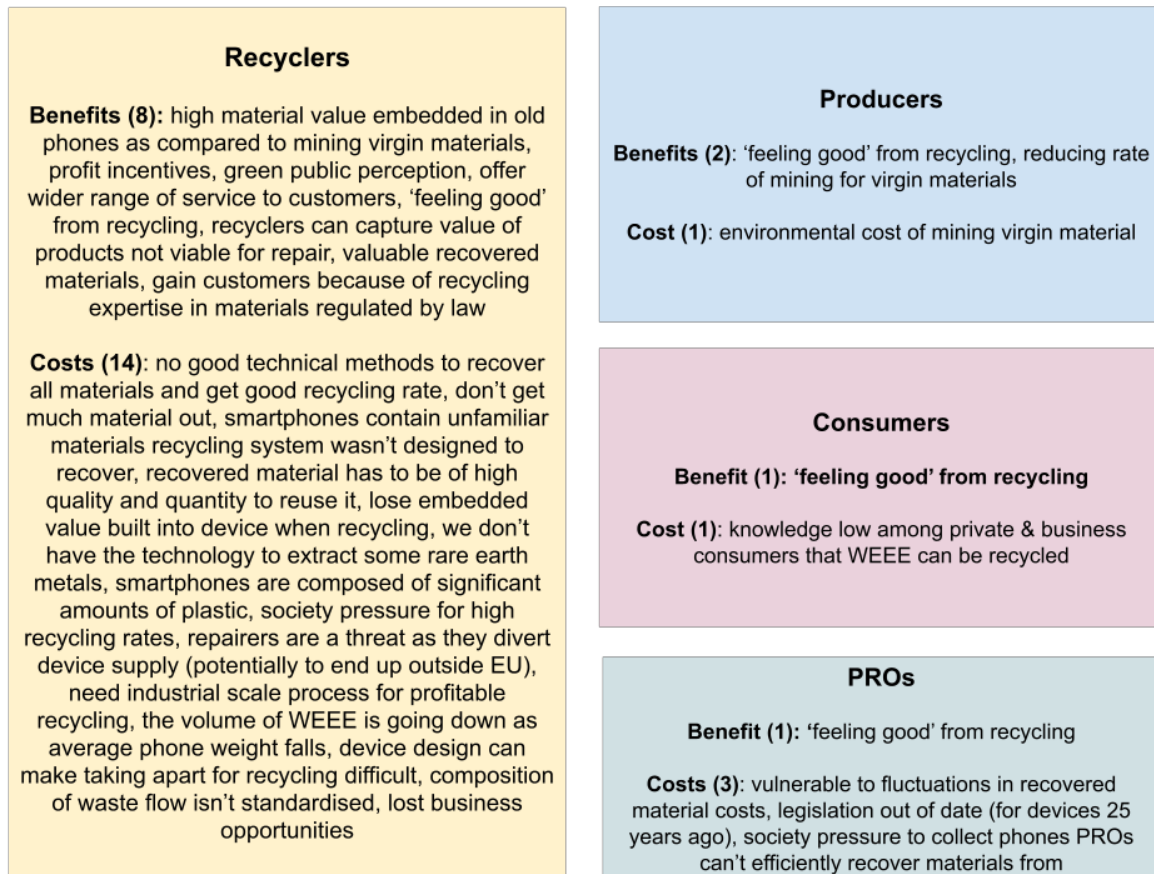 Recyclers
Benefits (8): high material value embedded in old
phones as compared to mining virgin materials,
profit incentives, green public perception, offer
wider range of service to customers, ‘feeling good’
from recycling, recyclers can capture value of
products not viable for repair, valuable recovered
materials, gain customers because of recycling
expertise in materials regulated by law
Costs (14): no good technical methods to recover
all materials and get good recycling rate, don’t get
much material out, smartphones contain unfamiliar
materials recycling system wasn’t designed to
recover, recovered material has to be of high
quality and quantity to reuse it, lose embedded
value built into device when recycling, we don’t
have the technology to extract some rare earth
metals, smartphones are composed of significant
amounts of plastic, society pressure for high
recycling rates, repairers are a threat as they divert
device supply (potentially to end up outside EU),
need industrial scale process for profitable
recycling, the volume of WEEE is going down as
average phone weight falls, device design can
make taking apart for recycling difficult, composition
of waste flow isn’t standardised, lost business
opportunities
Producers
Benefits (2): ‘feeling good’ from recycling, reducing rate
of mining for virgin materials
Cost (1): environmental cost of mining virgin material
Consumers
Benefit (1): ‘feeling good’ from recycling
Cost (1): knowledge low among private & business
consumers that WEEE can be recycled
PROs
Benefit (1): ‘feeling good’ from recycling
Costs (3): vulnerable to fluctuations in recovered
material costs, legislation out of date (for devices 25
years ago), society pressure to collect phones PROs
can’t efficiently recover materials from